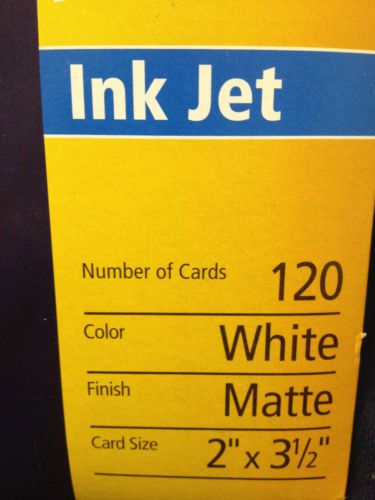 Ink Jet
Number of Cards 120
Color White
Finish Matte
Card Size 2" x 3½"